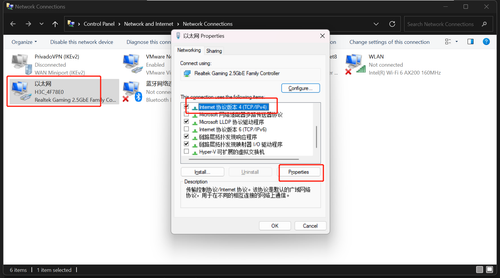 Network Connections
Control Panel > Network and Internet > Network Connections
Search Network Connections
Organize
Disable this network device
Diagnose this conn
Change settings of this connection
PrivadoVPN (IKEv2)
Disconnected
WAN Miniport (IKEv2)
以太网
H3C_4F7860
Realtek Gaming 2.5GbE Family Co...
VMware Ne
Enabled
VMware
蓝牙网络
Not co
Bluetoo
WLAN
Not connected
Intel(R) Wi-Fi 6 AX200 160MHz
以太网 Properties
Networking
Sharing
Connect using:
Realtek Gaming 2.5GbE Family Controller
Configure...
This connection uses the following items:
Internet 协议版本 4 (TCP/IPv4)
Microsoft 网络适配器多路传送器协议
Microsoft LLDP 协议驱动程序
Internet 协议版本 6 (TCP/IPv6)
链路层拓扑发现响应程序
链路层拓扑发现映射器 I/O 驱动程序
Hyper-V 可扩展的虚拟交换机
Install...
Uninstall
Properties
Description
传输控制协议/Internet 协议。该协议是默认的广域网络
协议，用于在不同的相互连接的网络上通信。
OK
Cancel
6 items
1 item selected